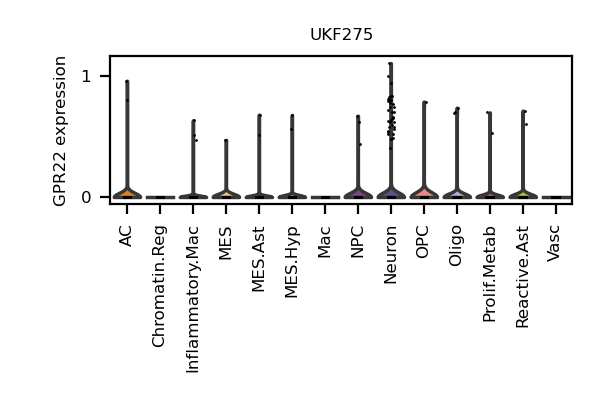 UKF275
GPR22 expression
1
0
AC
Chromatin.Reg
Inflammatory.Mac
MES
MES.Ast
MES.Hyp
Mac
NPC
Neuron
OPC
Oligo
Prolif.Metab
Reactive.Ast
Vasc